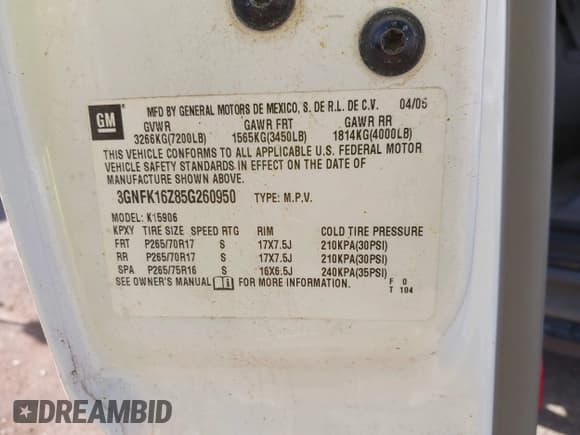 GM
MFD BY GENERAL MOTORS DE MEXICO, S. DE R.L. DE C.V. 04/05
GVWR GAWR FRT GAWR RR
3266KG(7200LB) 1565KG(3450LB) 1814KG(4000LB)
THIS VEHICLE CONFORMS TO ALL APPLICABLE U.S. FEDERAL MOTOR
VEHICLE SAFETY STANDARDS IN EFFECT ON THE DATE OF
MANUFACTURE SHOWN ABOVE.
3GNFK16Z85G260950 TYPE: M.P.V.
MODEL: K15906
KPXY TIRE SIZE SPEED RTG RIM COLD TIRE PRESSURE
FRT P265/70R17 S 17X7.5J 210KPA(30PSI)
RR P265/70R17 S 17X7.5J 210KPA(30PSI)
SPA P265/75R16 S 16X6.5J 240KPA(35PSI)
SEE OWNER'S MANUAL FOR MORE INFORMATION. F 0
T 104
DREAMBID